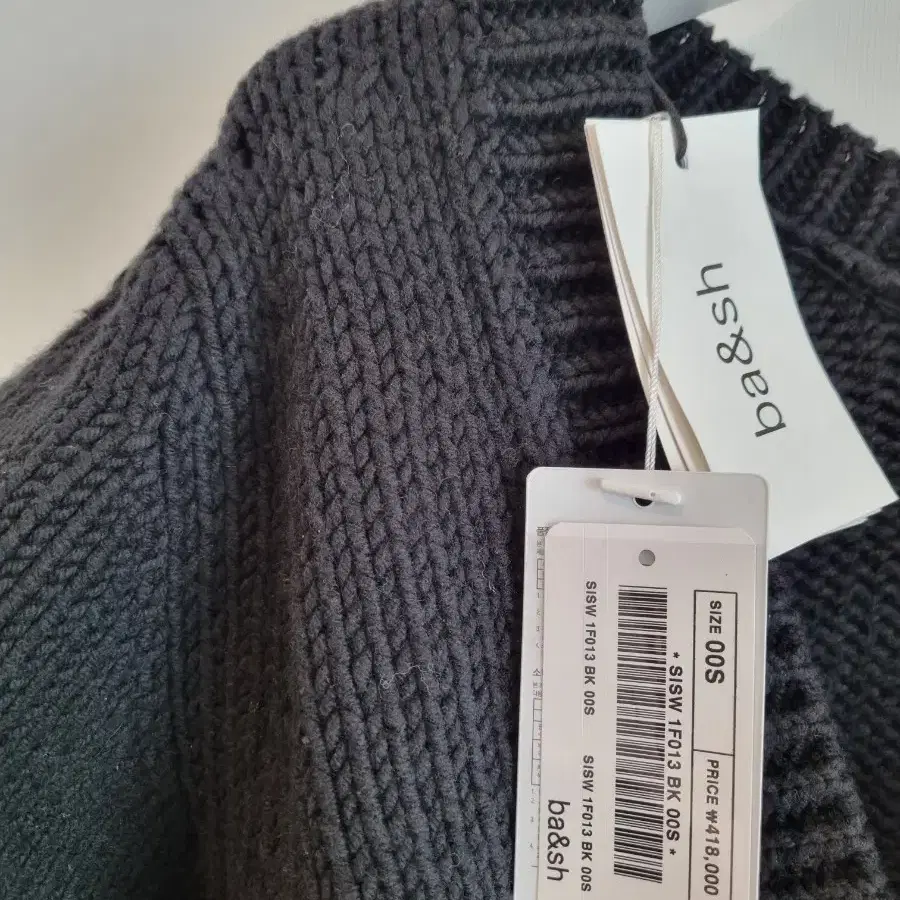 ba&sh
SIZE 00S
PRICE ₩418,000
* SISW 1F013 BK 00S *
SISW 1F013 BK 00S
SISW 1F013 BK 00S
ba&sh